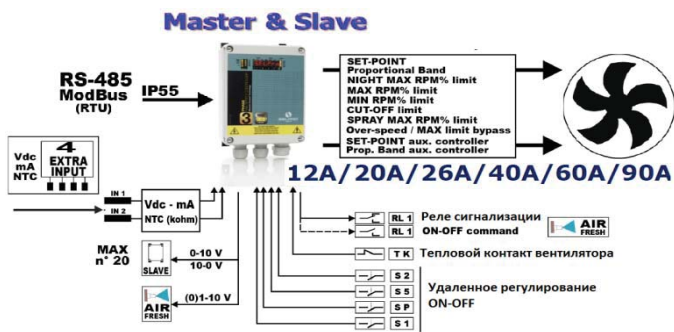 Master & Slave
RS-485
ModBus
(RTU)
IP55
3
SET-POINT
Proportional Band
NIGHT MAX RPM% limit
MAX RPM% limit
MIN RPM% limit
CUT-OFF limit
SPRAY MAX RPM% limit
Over-speed / MAX limit bypass
SET-POINT aux. controller
Prop. Band aux. controller
12A/20A/26A/40A/60A/90A
Vdc
mA
NTC
4
EXTRA
INPUT
IN 1
IN 2
Vdc - mA
NTC (kohm)
MAX
n° 20
SLAVE
0-10 V
10-0 V
AIR
FRESH
(0)1-10 V
RL 1
Реле сигнализации
RL 1
ON-OFF command
AIR
FRESH
T K
Тепловой контакт вентилятора
S 2
S 5
S P
S 1
Удаленное регулирование
ON-OFF